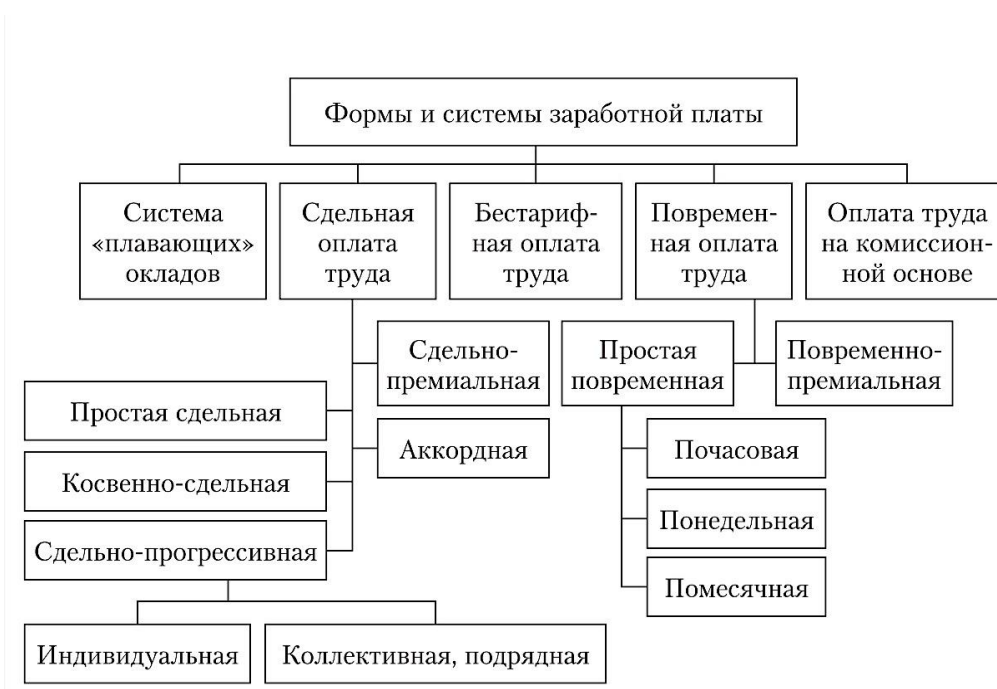 Формы и системы заработной платы
Система
«плавающих»
окладов
Сдельная
оплата
труда
Бестариф-
ная оплата
труда
Повремен-
ная оплата
труда
Оплата труда
на комиссион-
ной основе
Сдельно-
премиальная
Простая
повременная
Повременно-
премиальная
Простая сдельная
Аккордная
Почасовая
Косвенно-сдельная
Понедельная
Сдельно-прогрессивная
Помесячная
Индивидуальная
Коллективная, подрядная